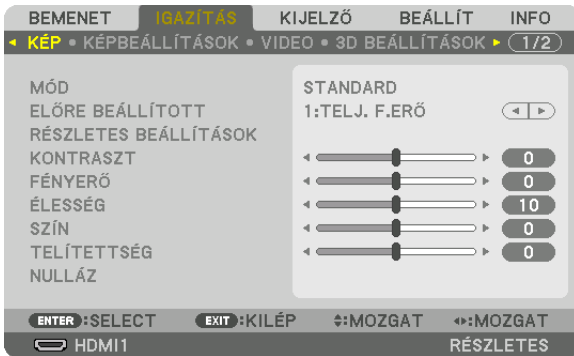 BEMENET IGAZÍTÁS KIJELZŐ BEÁLLÍT INFO
KÉP • KÉPBEÁLLÍTÁSOK • VIDEO • 3D BEÁLLÍTÁSOK 1/2
MÓD STANDARD
ELŐRE BEÁLLÍTOTT 1:TELJ. F.ERŐ
RÉSZLETES BEÁLLÍTÁSOK
KONTRASZT 0
FÉNYERŐ 0
ÉLESSÉG 10
SZÍN 0
TELÍTETTSÉG 0
NULLÁZ
ENTER :SELECT EXIT :KILÉP :MOZGAT :MOZGAT
HDMI1 RÉSZLETES